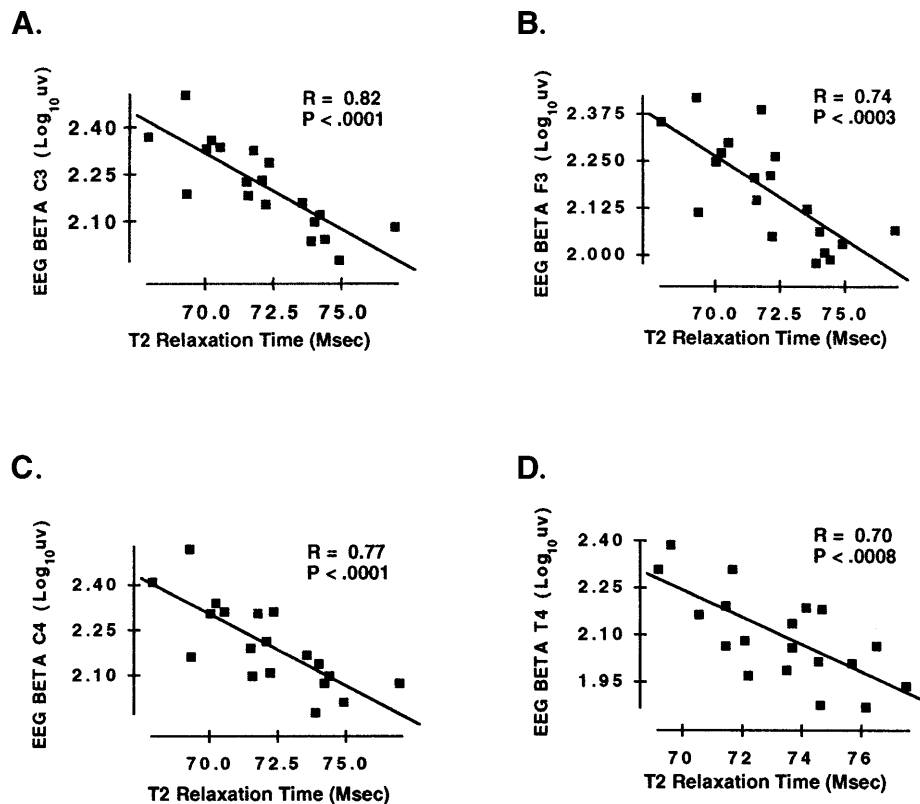 A.
EEG BETA C3 (Log10uv)
R = 0.82
P < .0001
2.40
2.25
2.10
70.0 72.5 75.0
T2 Relaxation Time (Msec)
B.
EEG BETA F3 (Log10uv)
R = 0.74
P < .0003
2.375
2.250
2.125
2.000
70.0 72.5 75.0
T2 Relaxation Time (Msec)
C.
EEG BETA C4 (Log10uv)
R = 0.77
P < .0001
2.40
2.25
2.10
70.0 72.5 75.0
T2 Relaxation Time (Msec)
D.
EEG BETA T4 (Log10uv)
R = 0.70
P < .0008
2.40
2.25
2.10
1.95
70 72 74 76
T2 Relaxation Time (Msec)